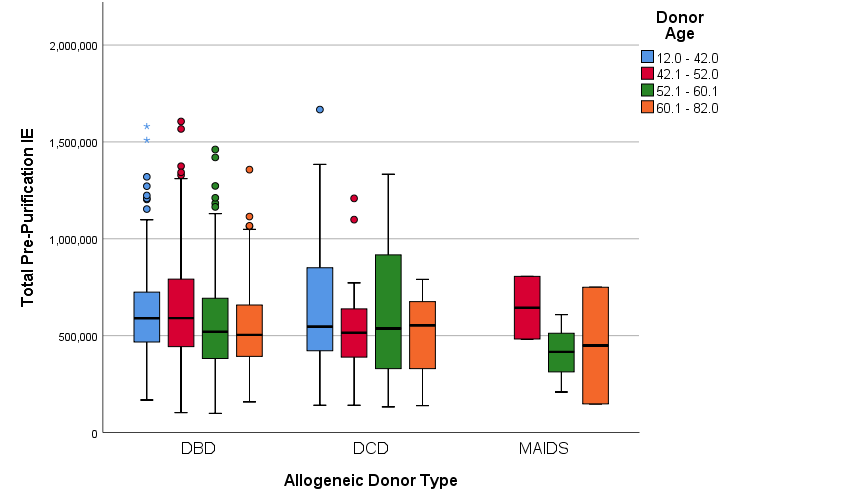 Donor
Age
12.0 - 42.0
42.1 - 52.0
52.1 - 60.1
60.1 - 82.0
Total Pre-Purification IE
2,000,000
1,500,000
1,000,000
500,000
0
DBD
DCD
MAIDS
Allogeneic Donor Type